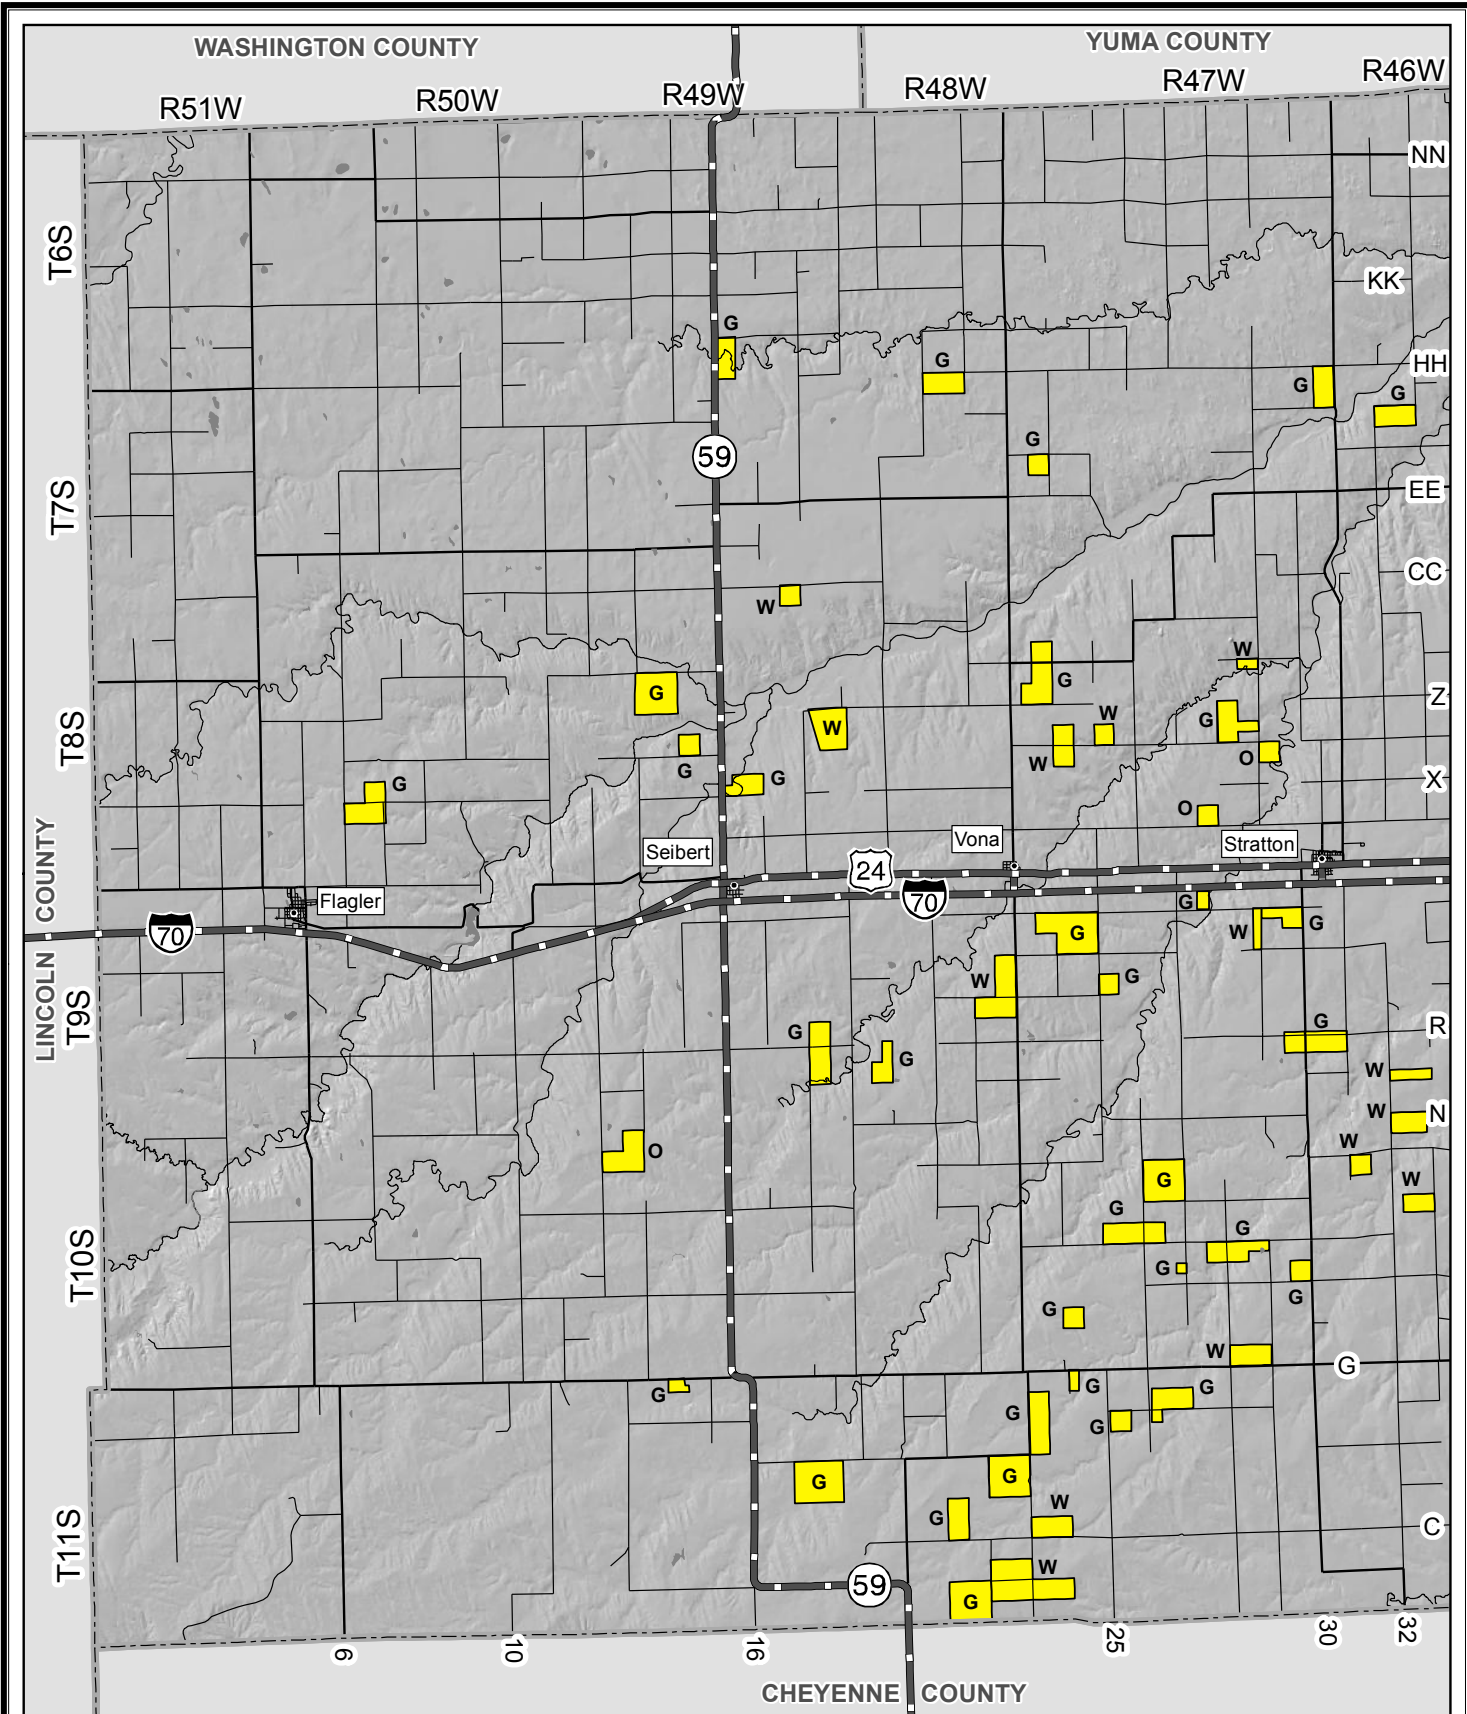 WASHINGTON COUNTY
YUMA COUNTY
R51W
R50W
R49W
R48W
R47W
R46W
NN
T6S
KK
G
HH
G
G
G
59
G
EE
T7S
CC
W
W
G
G
Z
T8S
W
G
W
W
O
G
G
G
X
O
Vona
Stratton
Seibert
24
70
Flagler
G
70
G
W
G
LINCOLN COUNTY
W
G
T9S
G
R
G
G
W
W
N
O
W
G
W
G
G
T10S
G
G
G
W
G
G
G
G
G
G
G
G
W
G
T11S
C
W
59
G
6
10
16
25
30
32
CHEYENNE COUNTY